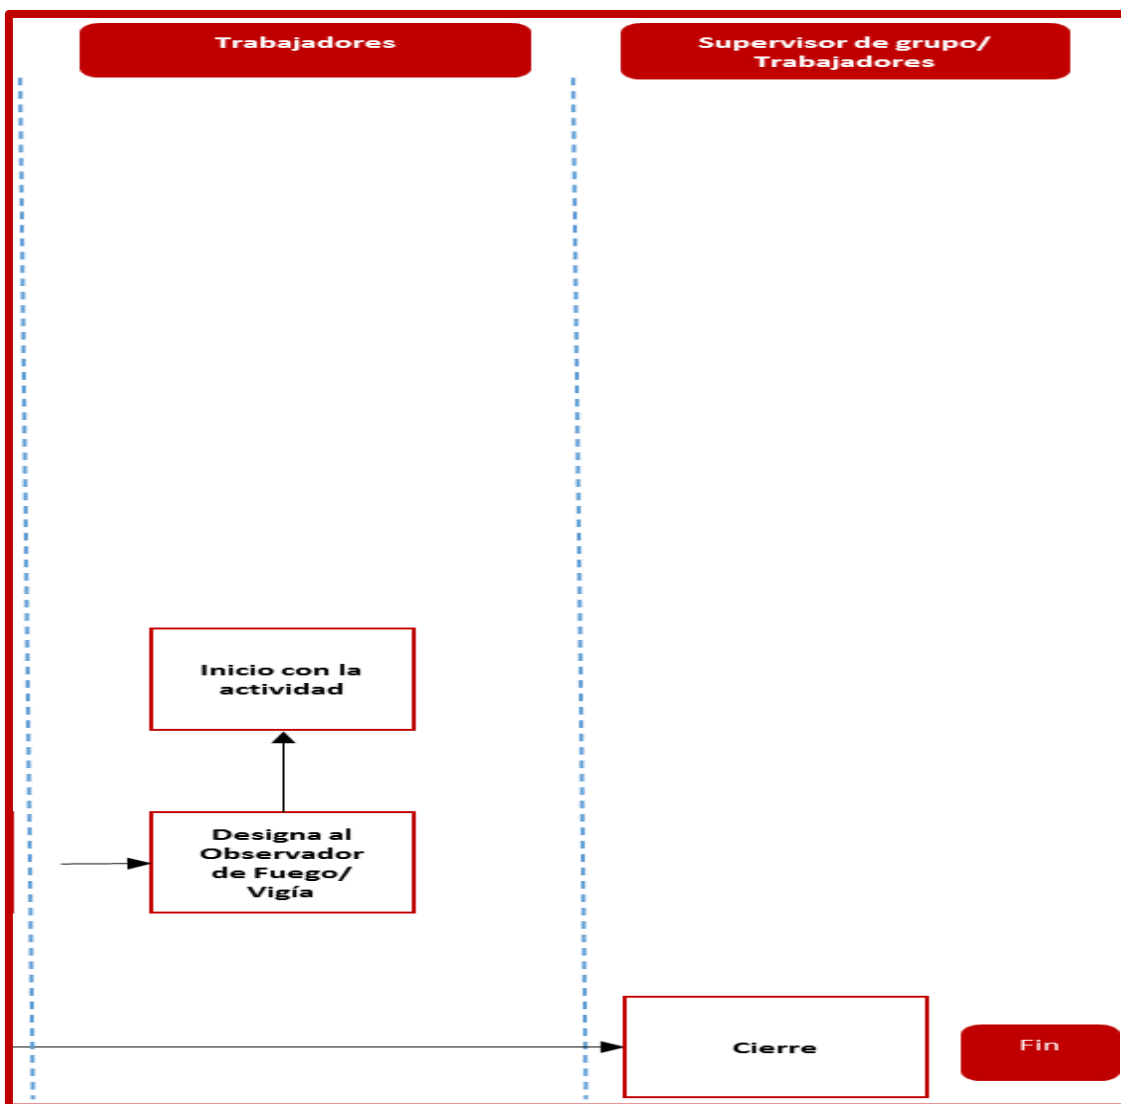 Trabajadores
Supervisor de grupo/
Trabajadores
Inicio con la
actividad
Designa al
Observador
de Fuego/
Vigía
Cierre
Fin